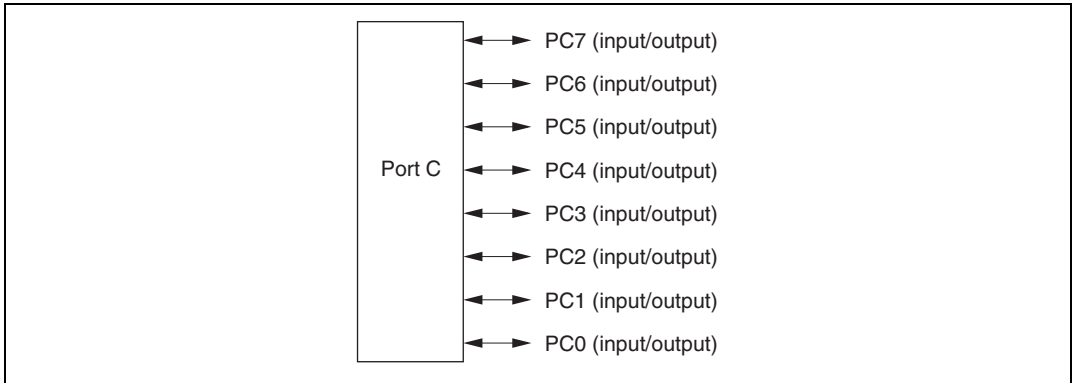 PC7 (input/output)
PC6 (input/output)
PC5 (input/output)
Port C
PC4 (input/output)
PC3 (input/output)
PC2 (input/output)
PC1 (input/output)
PC0 (input/output)